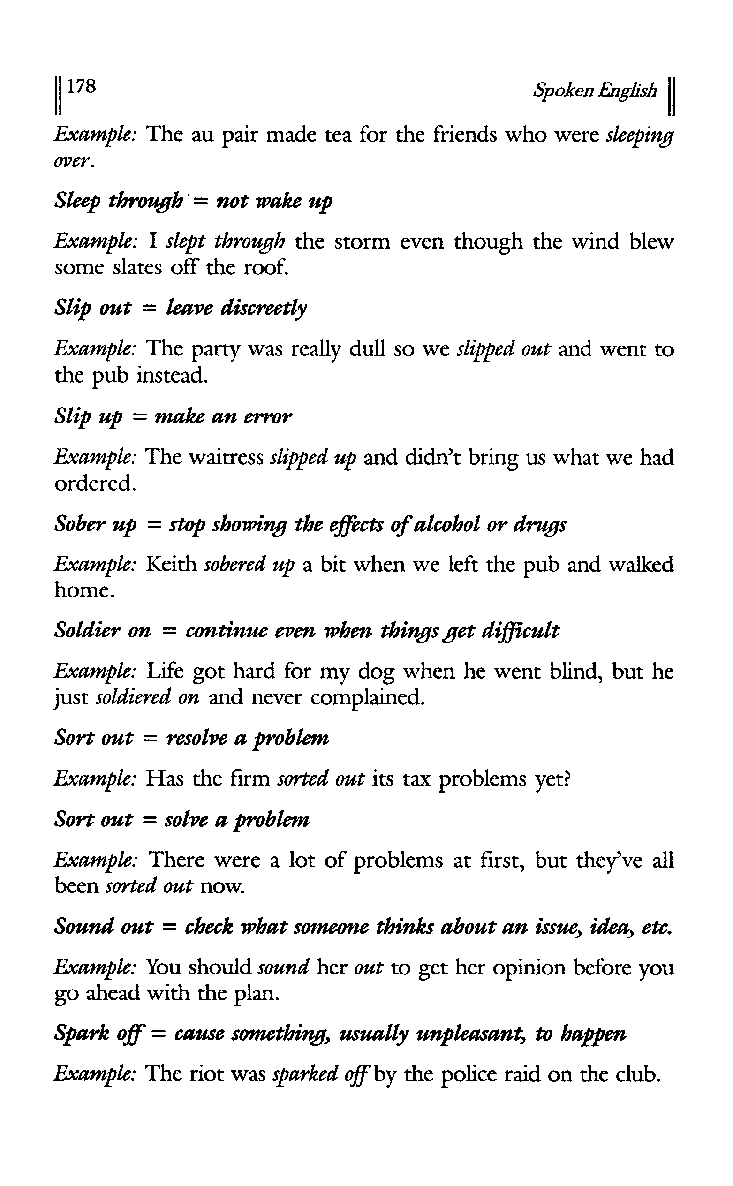 178 Spoken English
Example: The au pair made tea for the friends who were sleeping
over.
Sleep through = not wake up
Example: I slept through the storm even though the wind blew
some slates off the roof.
Slip out = leave discreetly
Example: The party was really dull so we slipped out and went to
the pub instead.
Slip up = make an error
Example: The waitress slipped up and didn't bring us what we had
ordered.
Sober up = stop showing the effects of alcohol or drugs
Example: Keith sobered up a bit when we left the pub and walked
home.
Soldier on = continue even when things get difficult
Example: Life got hard for my dog when he went blind, but he
just soldiered on and never complained.
Sort out = resolve a problem
Example: Has the firm sorted out its tax problems yet?
Sort out = solve a problem
Example: There were a lot of problems at first, but they've all
been sorted out now.
Sound out = check what someone thinks about an issue, idea, etc.
Example: You should sound her out to get her opinion before you
go ahead with the plan.
Spark off = cause something, usually unpleasant, to happen
Example: The riot was sparked off by the police raid on the club.